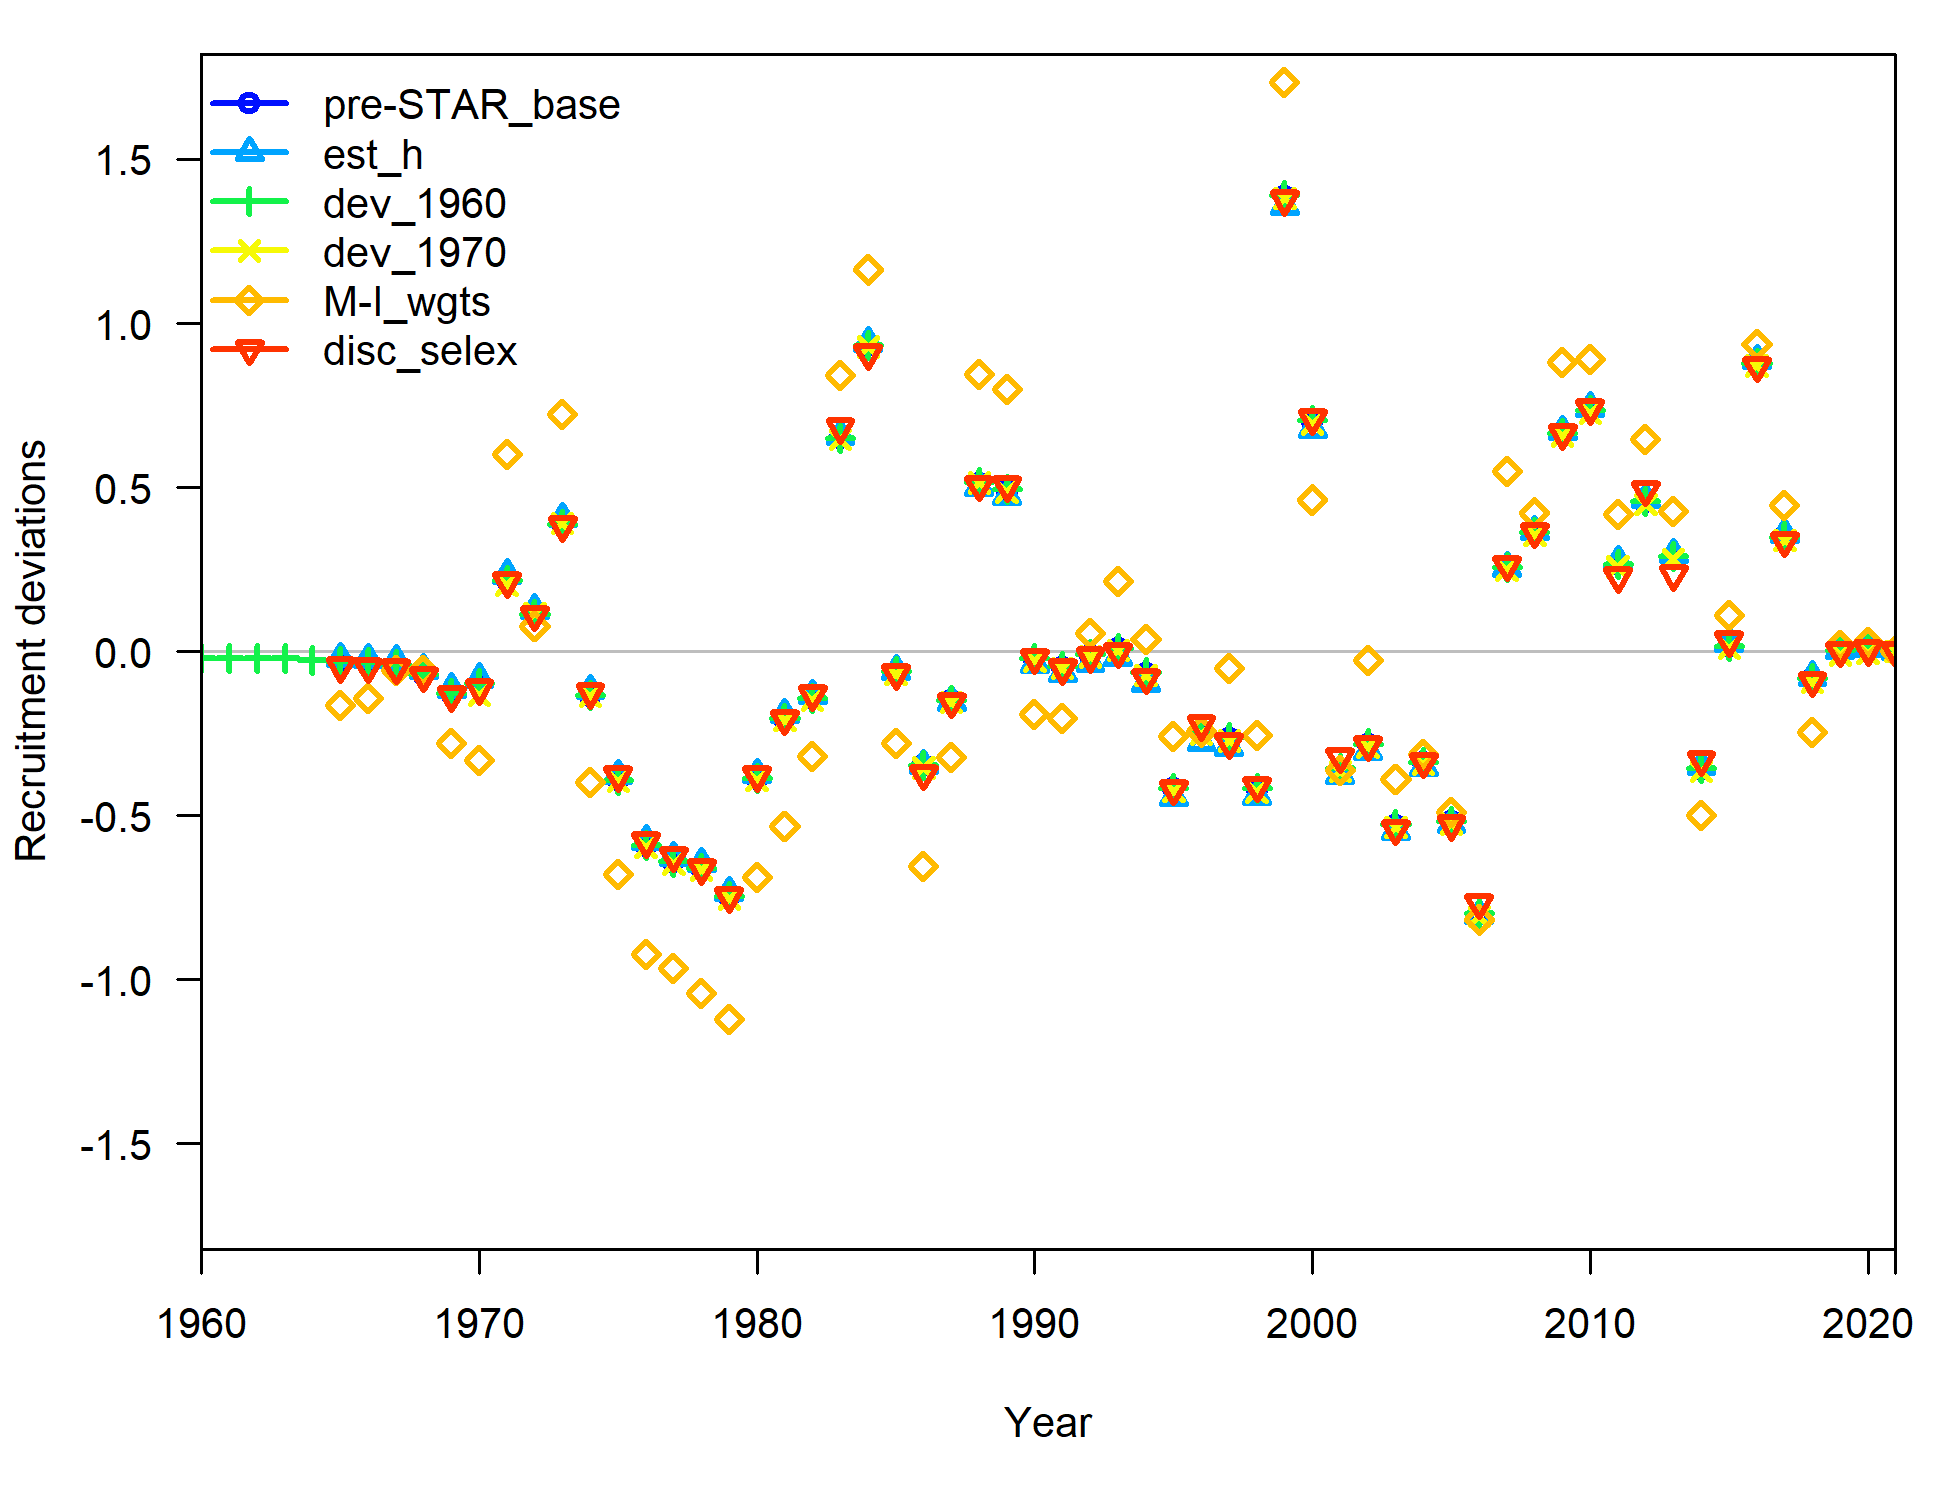 pre-STAR_base
est_h
dev_1960
dev_1970
M-I_wgts
disc_selex
Recruitment deviations
1.5
1.0
0.5
0.0
-0.5
-1.0
-1.5
1960 1970 1980 1990 2000 2010 2020
Year